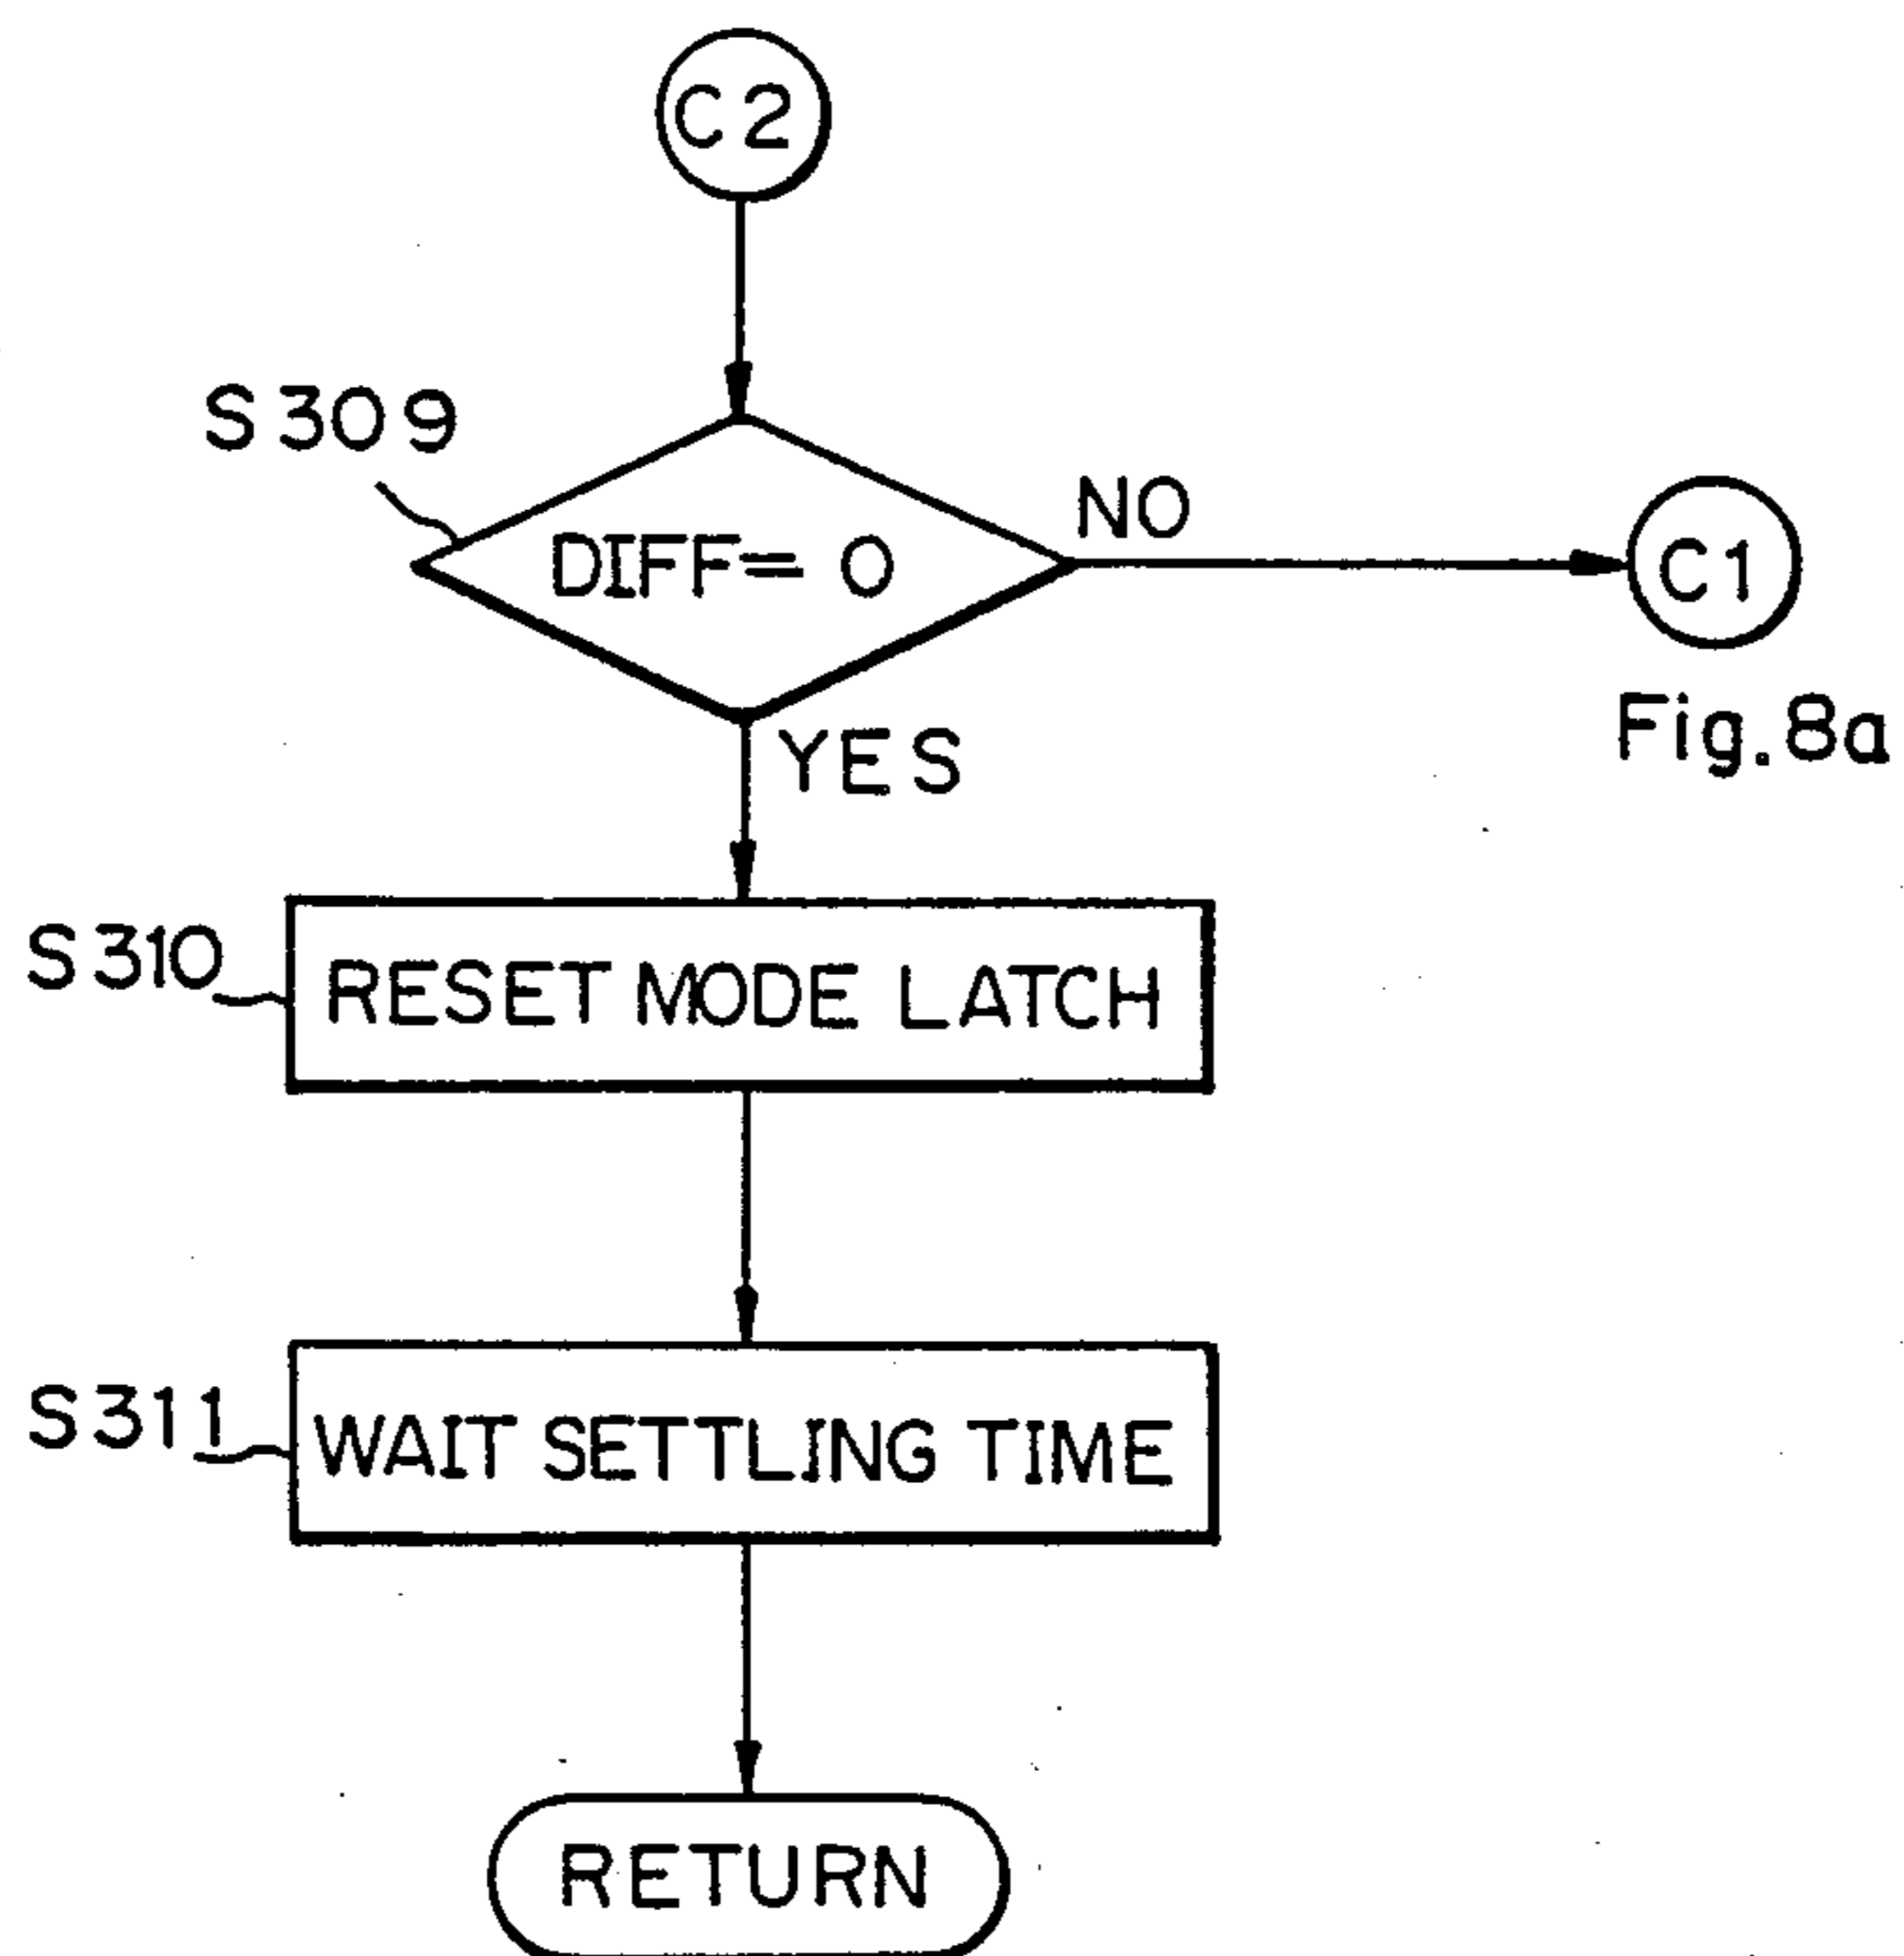 C2
S309
DIFF= 0
NO
C1
Fig.8a
YES
S310
RESET MODE LATCH
S311
WAIT SETTLING TIME
RETURN